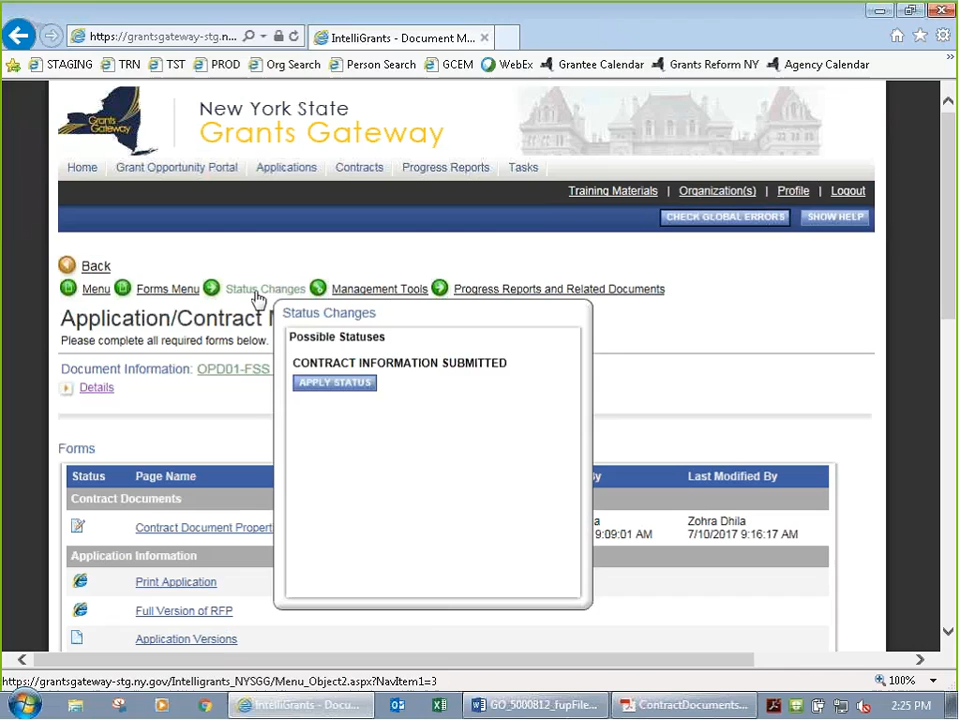 https://grantsgateway-stg.n...
IntelliGrants - Document M...
STAGING TRN TST PROD Org Search Person Search GCEM WebEx Grantee Calendar Grants Reform NY Agency Calendar
Grants
Gateway
New York State
Grants Gateway
Home Grant Opportunity Portal Applications Contracts Progress Reports Tasks
Training Materials | Organization(s) | Profile | Logout
CHECK GLOBAL ERRORS SHOW HELP
Back
Menu Forms Menu Status Changes Management Tools Progress Reports and Related Documents
Application/Contract
Please complete all required forms below.
Document Information: OPD01-FSS
Details
Status Changes
Possible Statuses
CONTRACT INFORMATION SUBMITTED
APPLY STATUS
Forms
Status Page Name By Last Modified By
Contract Documents
Contract Document Propert
a
9:09:01 AM
Zohra Dhila
7/10/2017 9:16:17 AM
Application Information
Print Application
Full Version of RFP
Application Versions
https://grantsgateway-stg.ny.gov/Intelligrants_NYSGG/Menu_Object2.aspx?NavItem1=3
100%
IntelliGrants - Docu...
GO_5000812_fupFile...
ContractDocuments...
2:25 PM